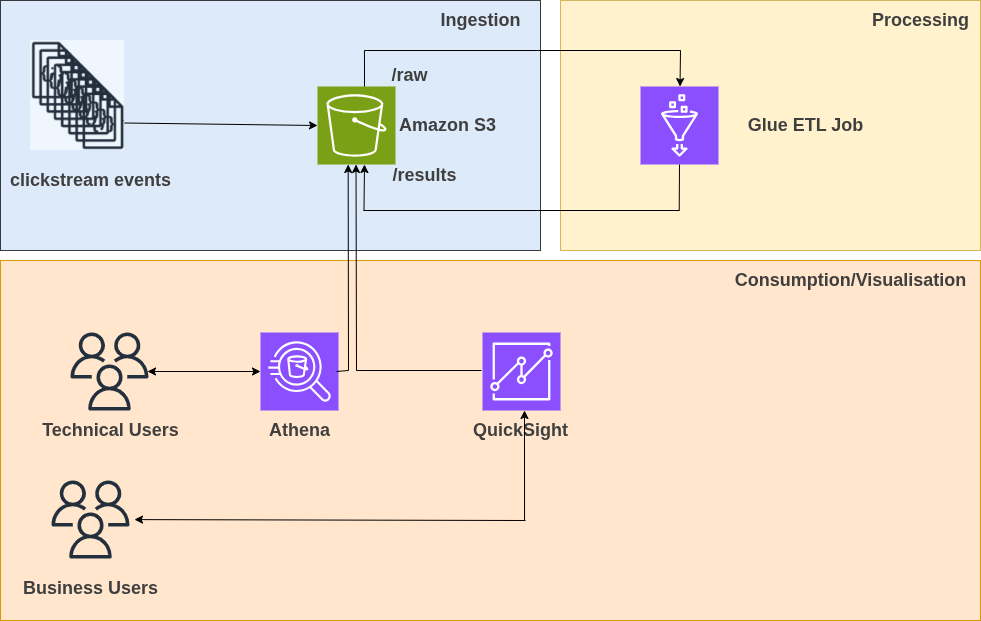 Ingestion
Processing
/raw
Amazon S3
Glue ETL Job
/results
clickstream events
Consumption/Visualisation
Technical Users
Athena
QuickSight
Business Users